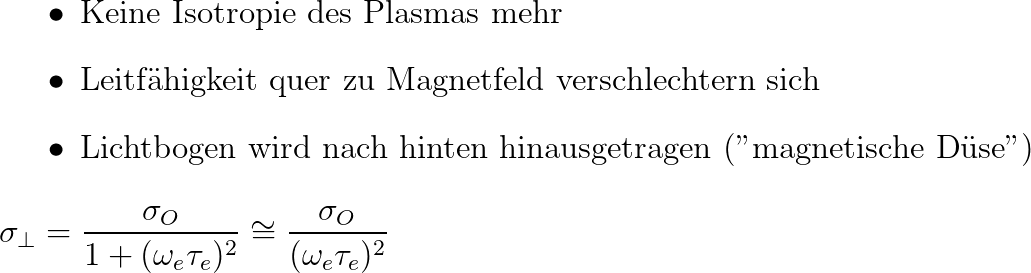 • Keine Isotropie des Plasmas mehr
• Leitfähigkeit quer zu Magnetfeld verschlechtern sich
• Lichtbogen wird nach hinten hinausgetragen (”magnetische Düse”)
σ⊥ = σ_O / (1 + (ω_e τ_e)²) ≅ σ_O / (ω_e τ_e)²